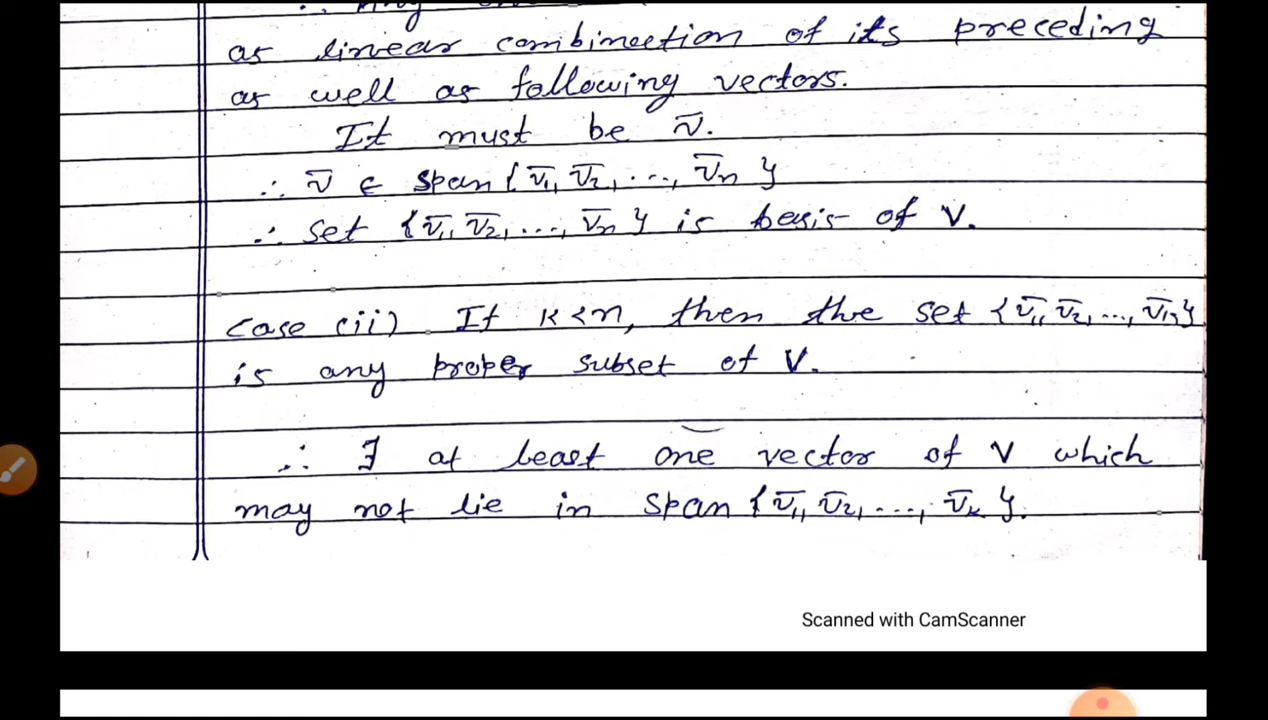 as linear combination of its preceding
as well as following vectors.
It must be v̄.
∴ v̄ ∈ span{v̄₁, v̄₂, ..., v̄ₙ}
∴ set {v̄₁, v̄₂, ..., v̄ₙ} is basis of V.
Case (ii) If k<n, then the set {v̄₁, v̄₂, ..., v̄ₖ}
is any proper subset of V.
∴ ∃ at least one vector of V which
may not lie in span {v̄₁, v̄₂, ..., v̄ₖ}.
Scanned with CamScanner